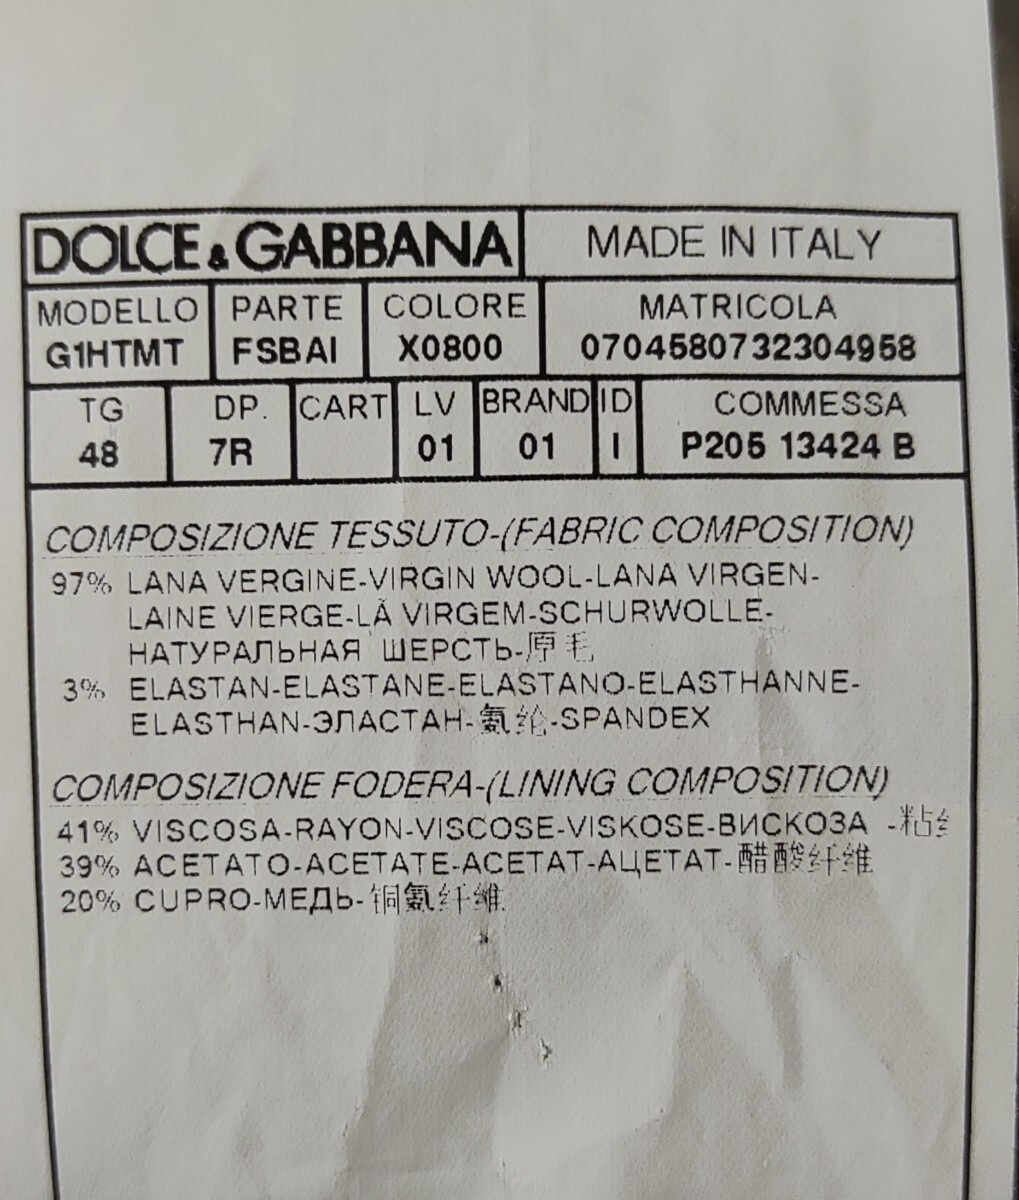 DOLCE&GABBANA MADE IN ITALY
MODELLO PARTE COLORE MATRICOLA
G1HTMT FSBAI X0800 0704580732304958
TG DP. CART LV BRAND ID COMMESSA
48 7R 01 01 I P205 13424 B
COMPOSIZIONE TESSUTO-(FABRIC COMPOSITION)
97% LANA VERGINE-VIRGIN WOOL-LANA VIRGEN-
LAINE VIERGE-LÃ VIRGEM-SCHURWOLLE-
НАТУРАЛЬНАЯ ШЕРСТЬ-原毛
3% ELASTAN-ELASTANE-ELASTANO-ELASTHANNE-
ELASTHAN-ЭЛАСТАН-氨纶-SPANDEX
COMPOSIZIONE FODERA-(LINING COMPOSITION)
41% VISCOSA-RAYON-VISCOSE-VISKOSE-ВИСКОЗА -粘
39% ACETATO-ACETATE-ACETAT-АЦЕТАТ-醋酸纤维
20% CUPRO-МЕДЬ-铜氨纤维